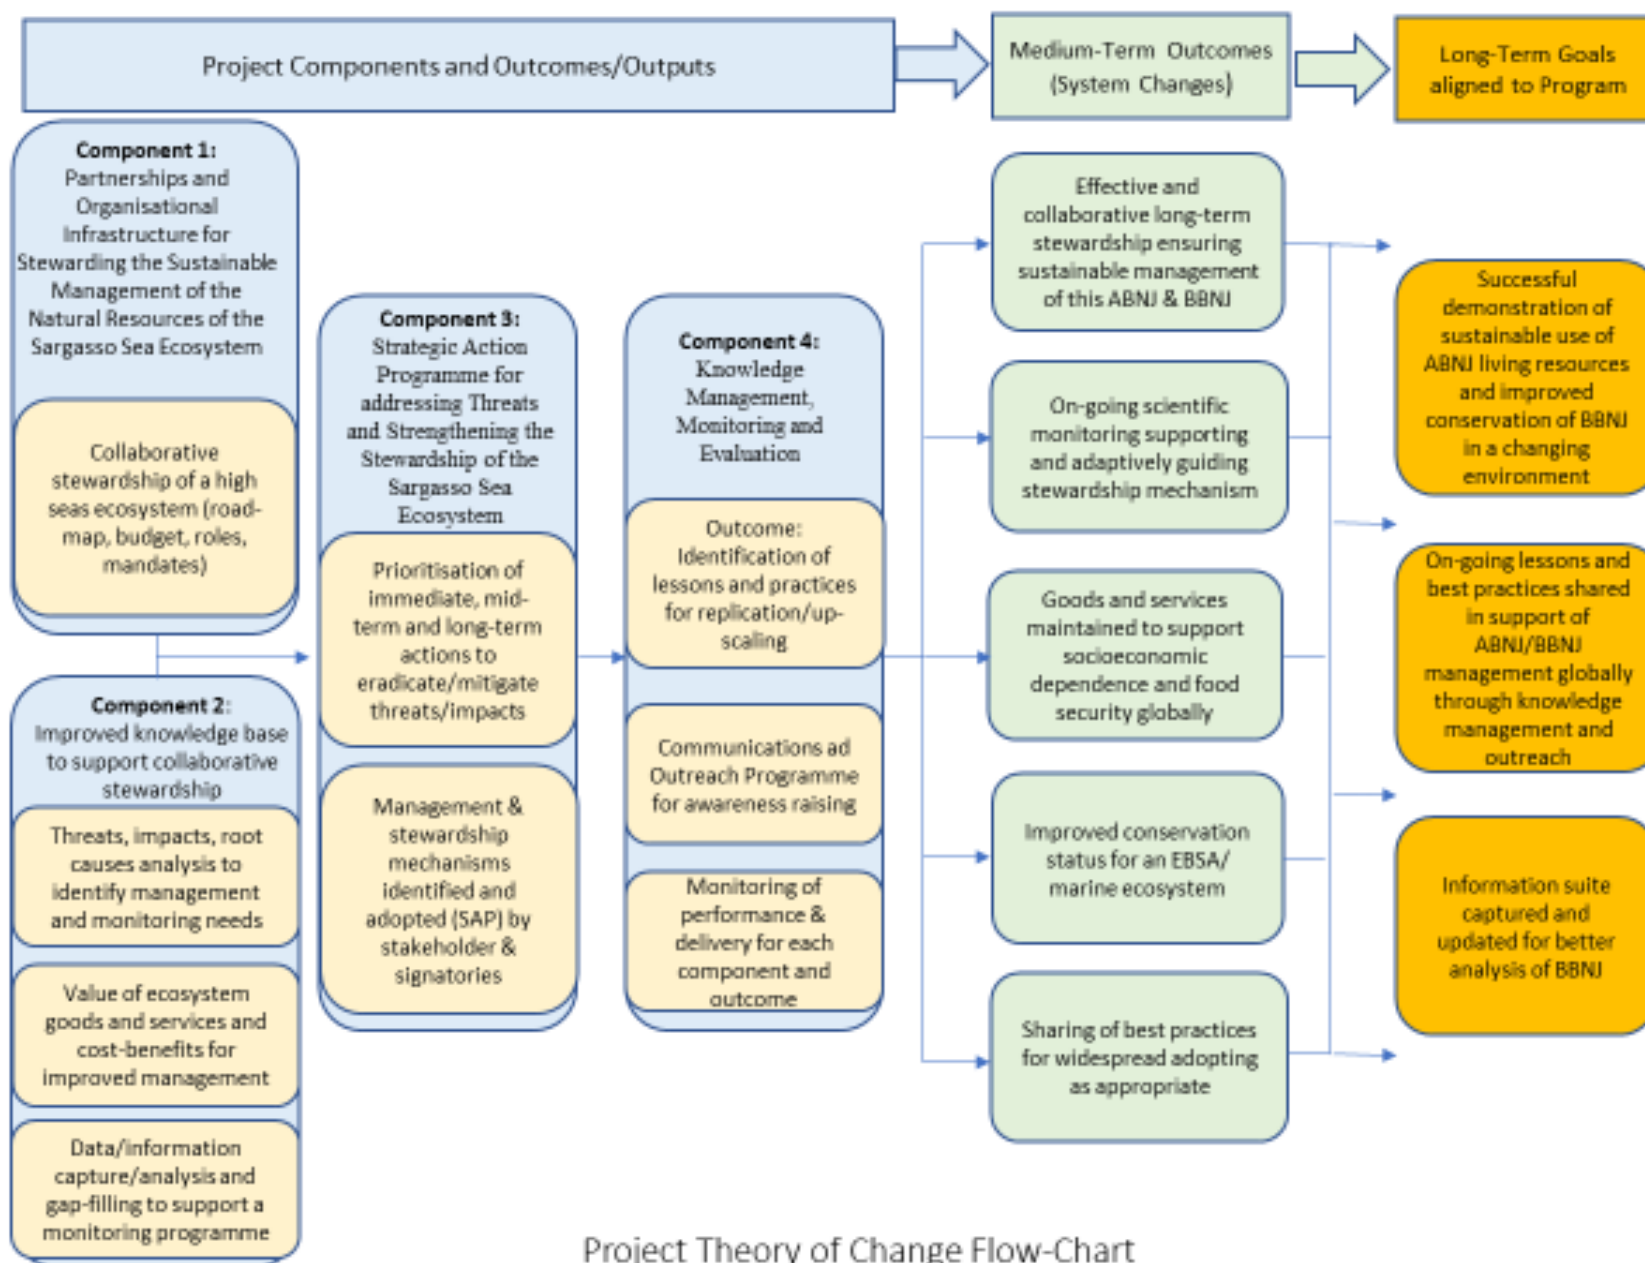 Project Components and Outcomes/Outputs
Medium-Term Outcomes
(System Changes)
Long-Term Goals
aligned to Program
Component 1:
Partnerships and
Organisational
Infrastructure for
Stewarding the Sustainable
Management of the
Natural Resources of the
Sargasso Sea Ecosystem
Collaborative
stewardship of a high
seas ecosystem (road-
map, budget, roles,
mandates)
Component 2:
Improved knowledge base
to support collaborative
stewardship
Threats, impacts, root
causes analysis to
identify management
and monitoring needs
Value of ecosystem
goods and services and
cost-benefits for
improved management
Data/information
capture/analysis and
gap-filling to support a
monitoring programme
Component 3:
Strategic Action
Programme for
addressing Threats
and Strengthening the
Stewardship of the
Sargasso Sea
Ecosystem
Prioritisation of
immediate, mid-
term and long-term
actions to
eradicate/mitigate
threats/impacts
Management &
stewardship
mechanisms
identified and
adopted (SAP) by
stakeholder &
signatories
Component 4:
Knowledge
Management,
Monitoring and
Evaluation
Outcome:
Identification of
lessons and practices
for replication/up-
scaling
Communications ad
Outreach Programme
for awareness raising
Monitoring of
performance &
delivery for each
component and
outcome
Effective and
collaborative long-term
stewardship ensuring
sustainable management
of this ABNJ & BBNJ
On-going scientific
monitoring supporting
and adaptively guiding
stewardship mechanism
Goods and services
maintained to support
socioeconomic
dependence and food
security globally
Improved conservation
status for an EBSA/
marine ecosystem
Sharing of best practices
for widespread adopting
as appropriate
Successful
demonstration of
sustainable use of
ABNJ living resources
and improved
conservation of BBNJ
in a changing
environment
On-going lessons and
best practices shared
in support of
ABNJ/BBNJ
management globally
through knowledge
management and
outreach
Information suite
captured and
updated for better
analysis of BBNJ
Project Theory of Change Flow-Chart